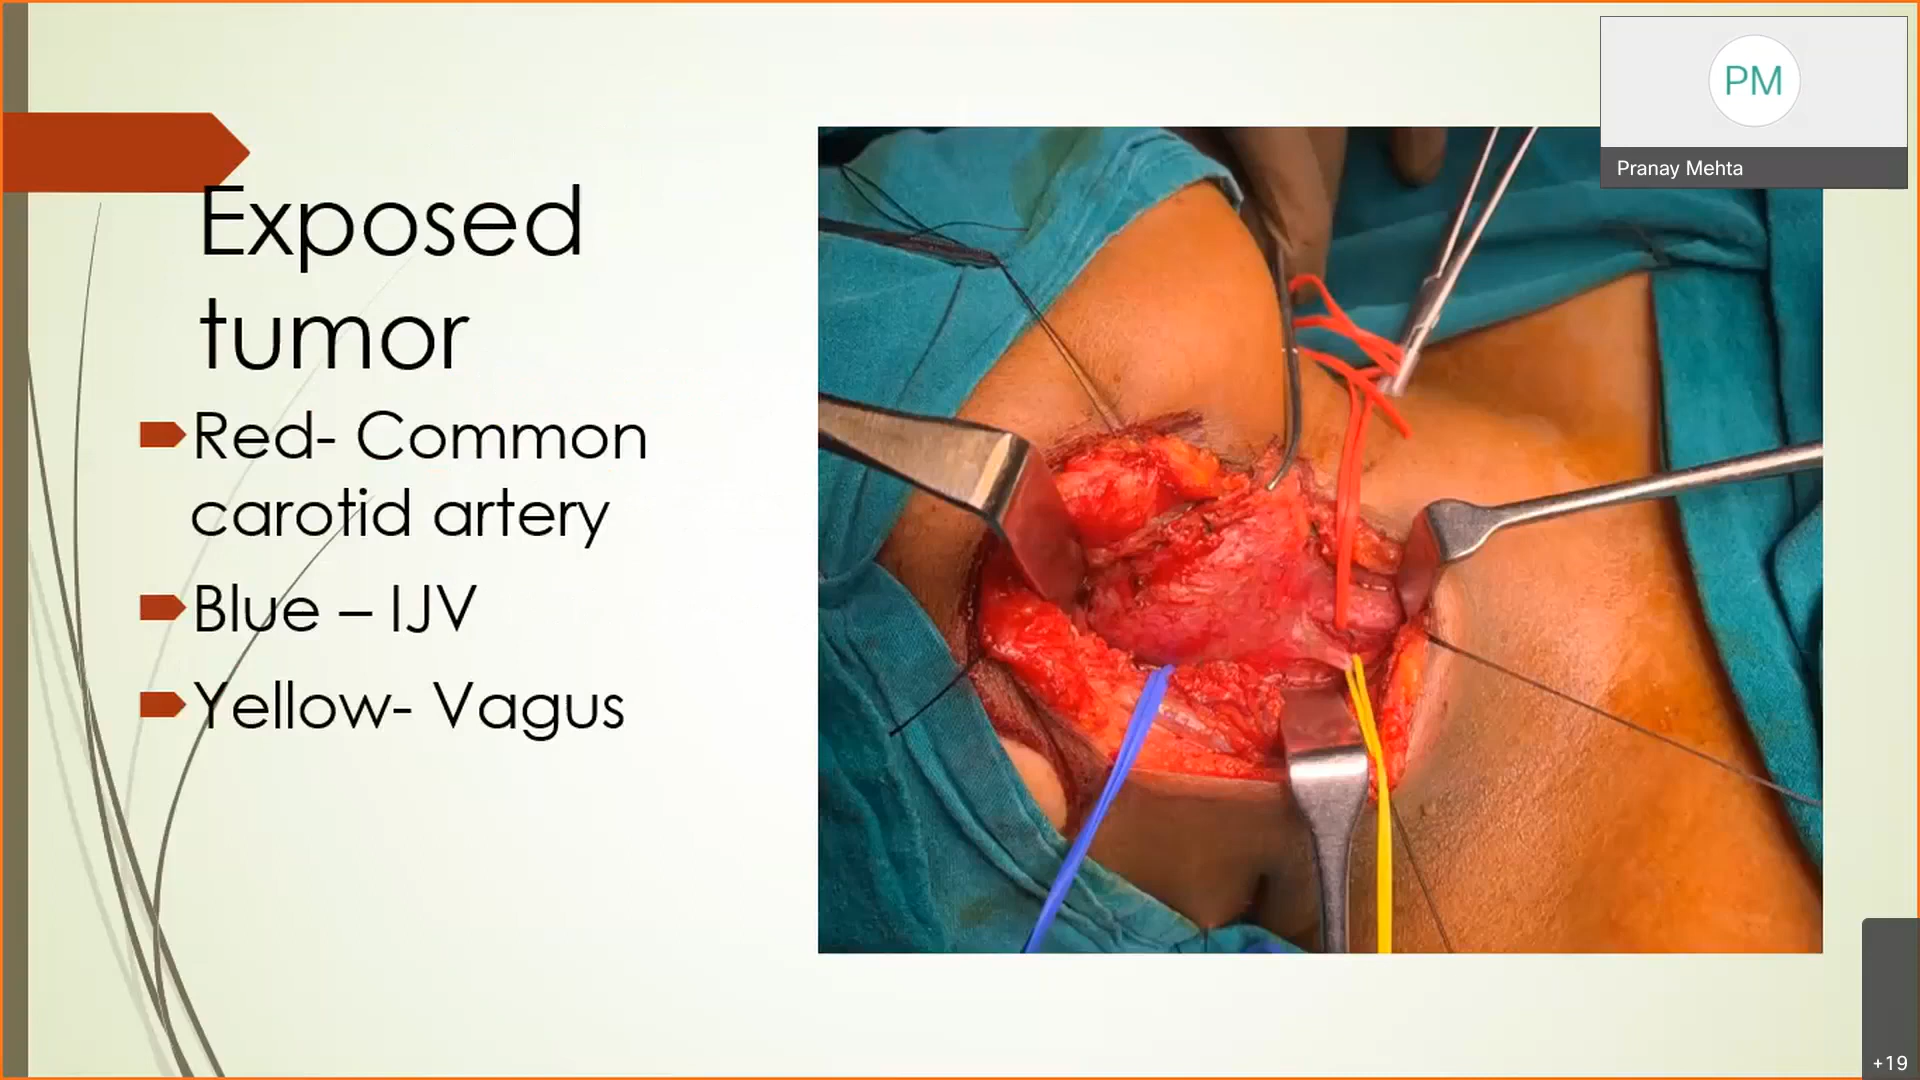 Exposed
tumor
Red- Common
carotid artery
Blue – IJV
Yellow- Vagus
PM
Pranay Mehta
+19